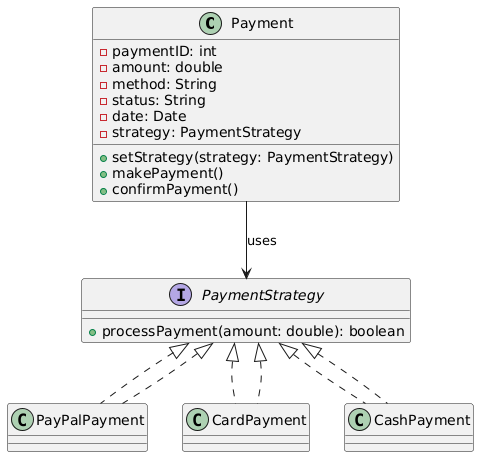 C Payment
paymentID: int
amount: double
method: String
status: String
date: Date
strategy: PaymentStrategy
setStrategy(strategy: PaymentStrategy)
makePayment()
confirmPayment()
uses
I PaymentStrategy
processPayment(amount: double): boolean
C PayPalPayment
C CardPayment
C CashPayment